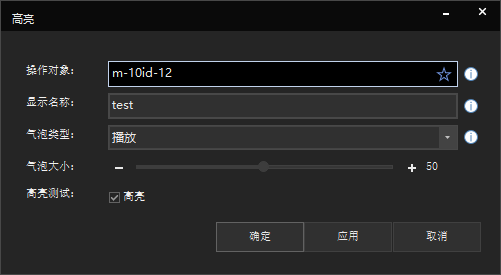 高亮
操作对象： m-10id-12
显示名称： test
气泡类型： 播放
气泡大小： 50
高亮测试： 高亮
确定 应用 取消